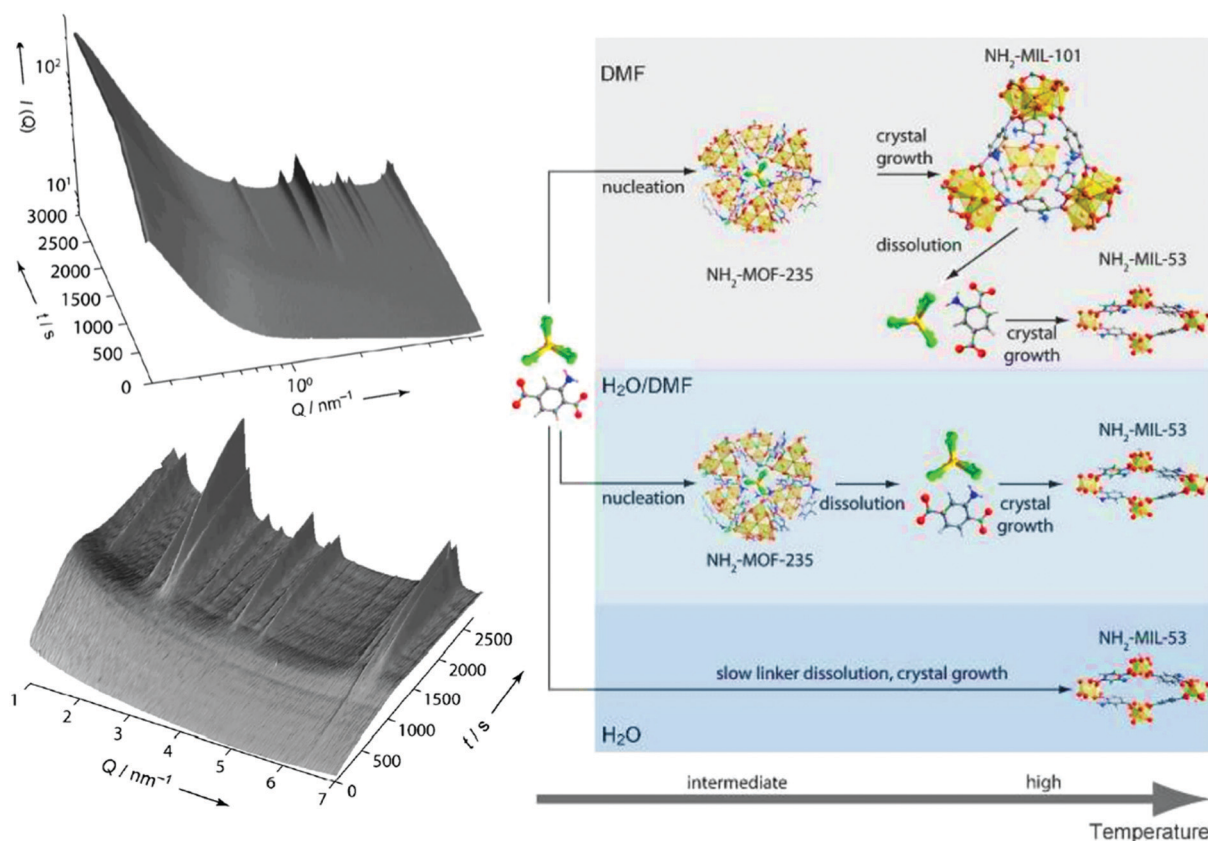 I (Q)
10²
10¹
3000
2500
2000
1500
1000
500
0
t / s
10⁰
Q / nm⁻¹
2500
2000
1500
1000
500
0
t / s
1
2
3
4
5
6
7
Q / nm⁻¹
DMF
NH₂-MIL-101
nucleation
crystal
growth
NH₂-MOF-235
dissolution
NH₂-MIL-53
crystal
growth
H₂O/DMF
NH₂-MIL-53
nucleation
dissolution
crystal
growth
NH₂-MOF-235
NH₂-MIL-53
slow linker dissolution, crystal growth
H₂O
intermediate
high
Temperature